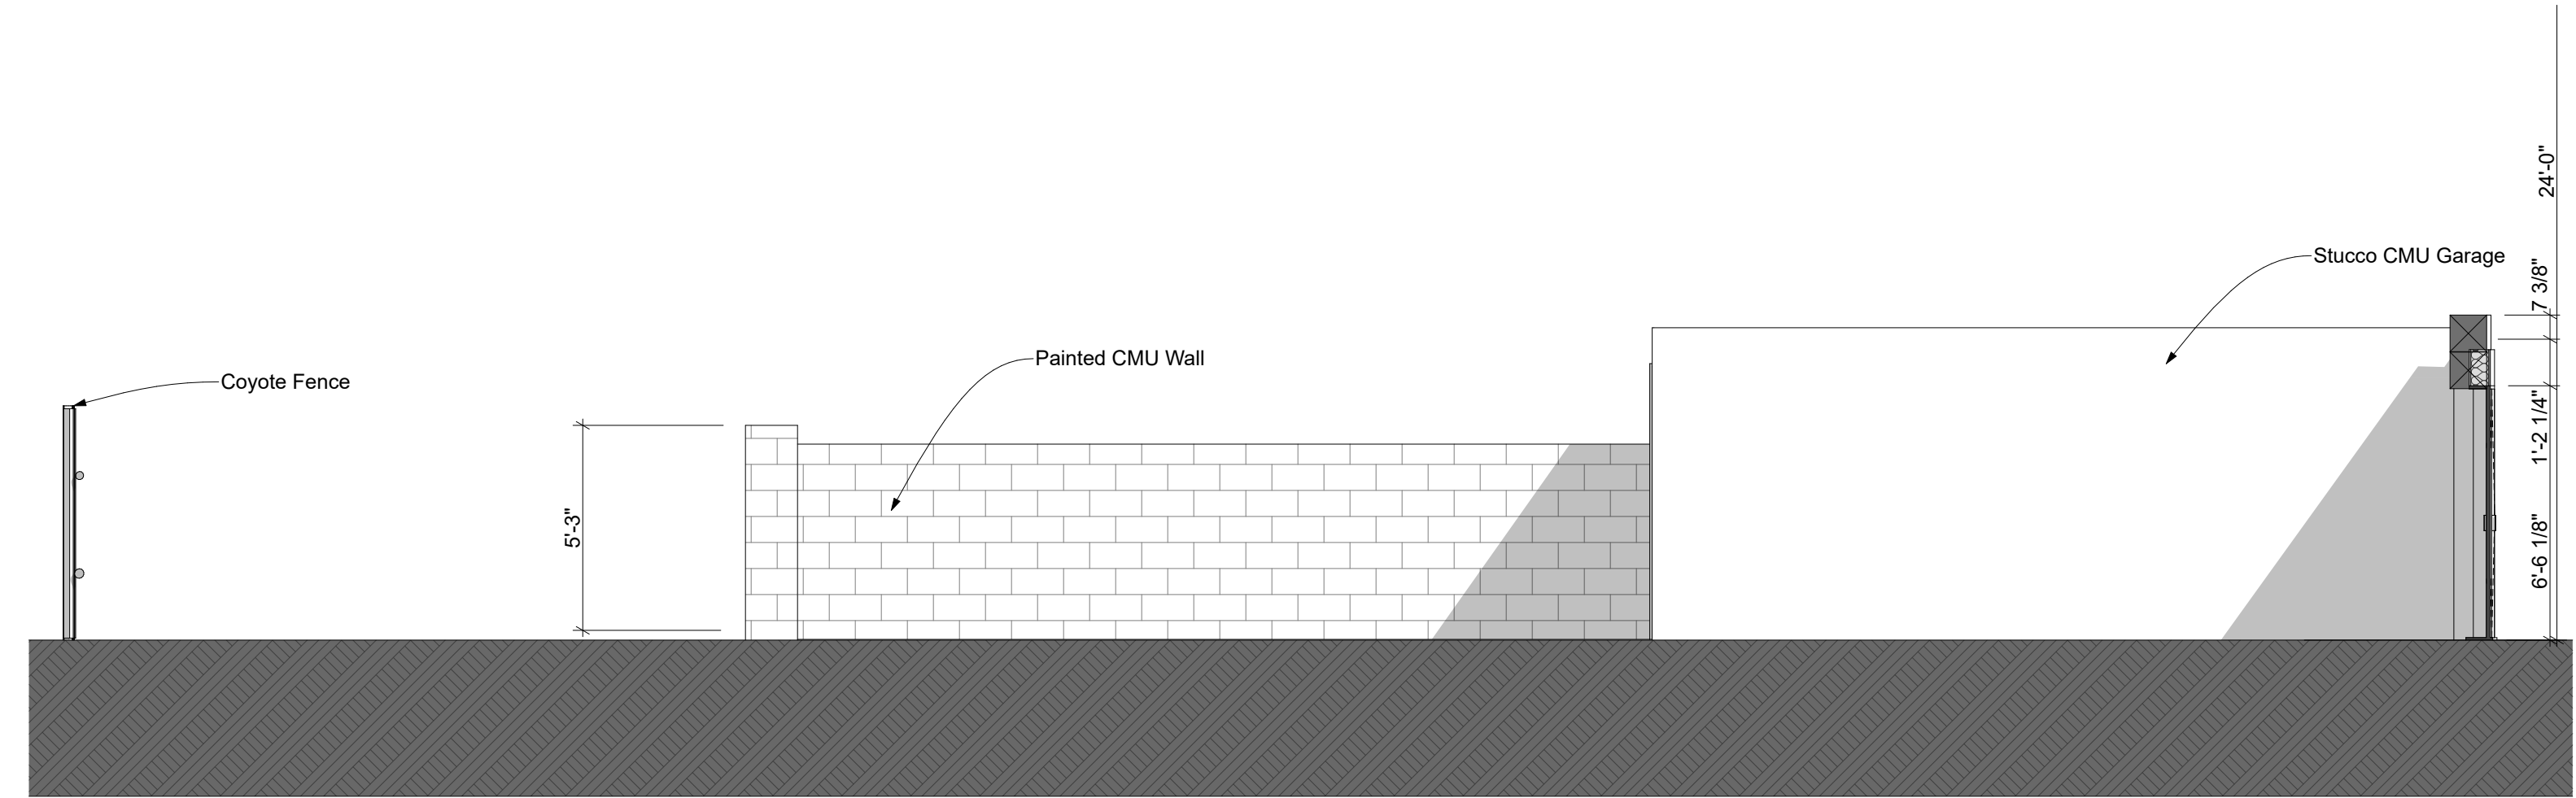 24'-0"
Stucco CMU Garage
7 3/8"
Painted CMU Wall
Coyote Fence
1'-2 1/4"
5'-3"
6'-6 1/8"